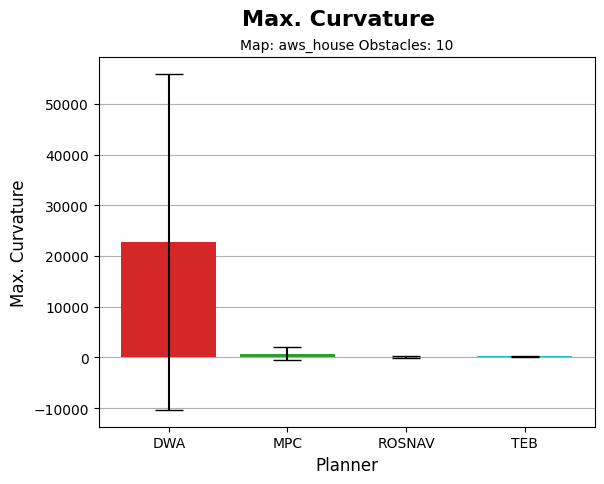 Max. Curvature
Map: aws_house Obstacles: 10
Max. Curvature
50000
40000
30000
20000
10000
0
−10000
DWA
MPC
ROSNAV
TEB
Planner